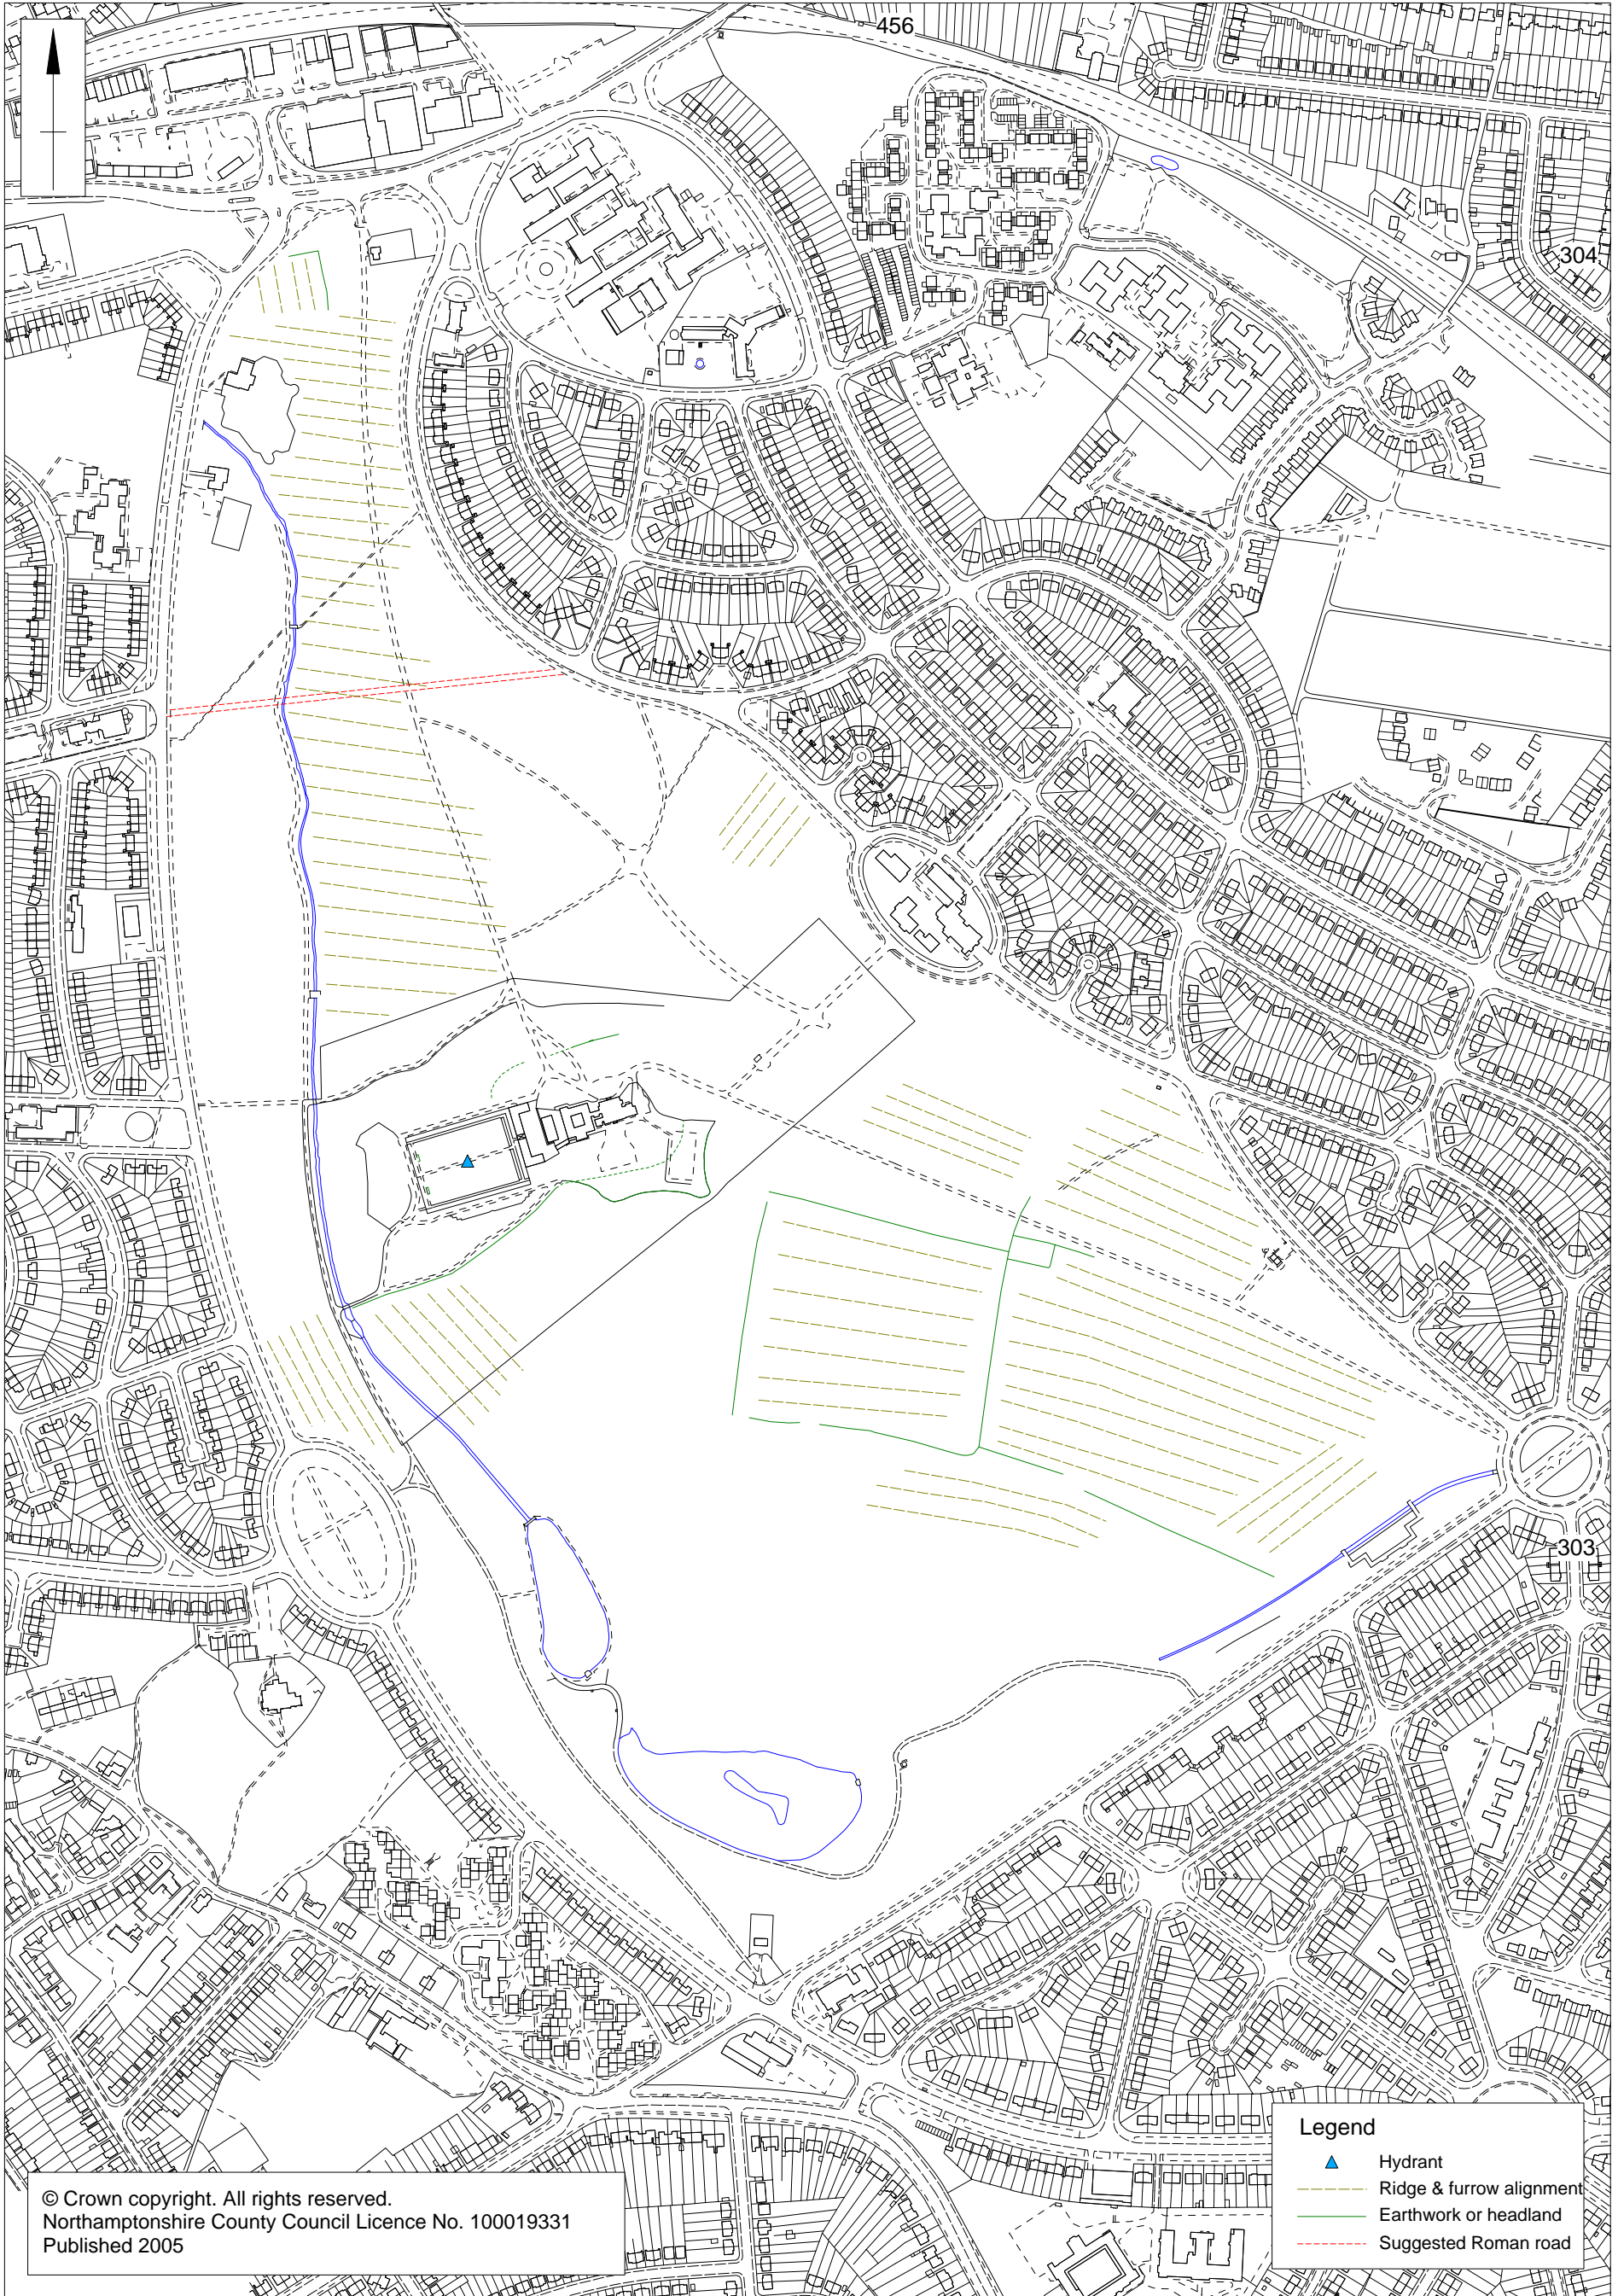 456
304
303
Legend
Hydrant
Ridge & furrow alignment
Earthwork or headland
Suggested Roman road
© Crown copyright. All rights reserved.
Northamptonshire County Council Licence No. 100019331
Published 2005